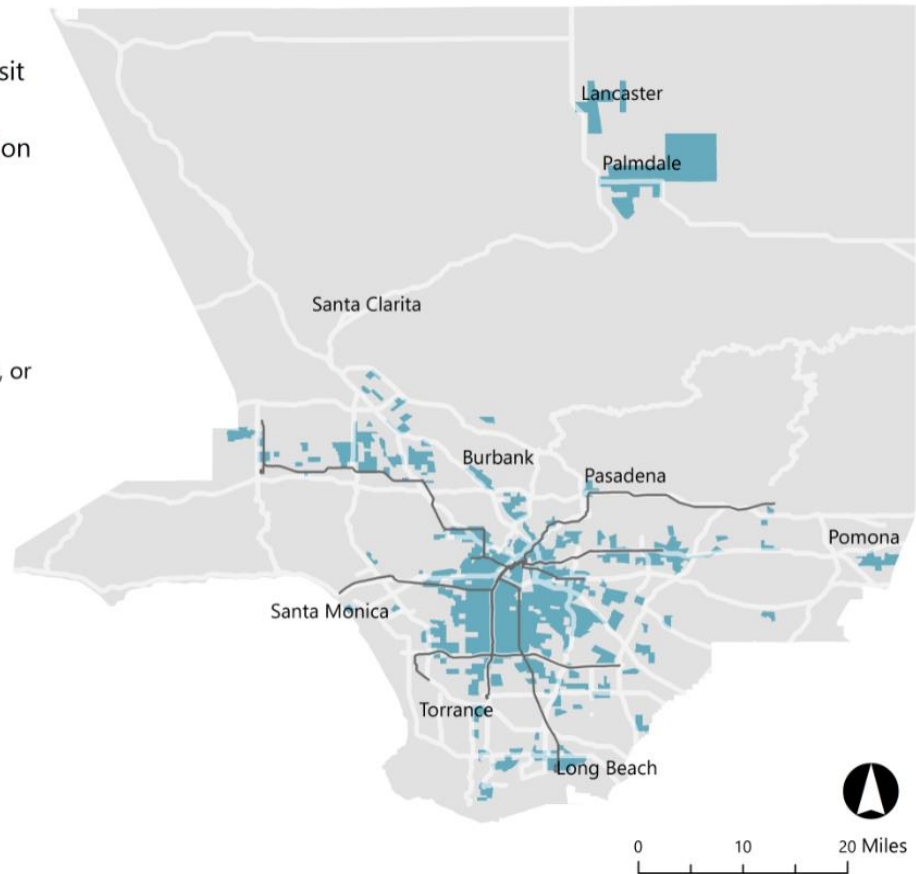 sit
on
, or
Lancaster
Palmdale
Santa Clarita
Burbank
Pasadena
Pomona
Santa Monica
Torrance
Long Beach
0 10 20 Miles